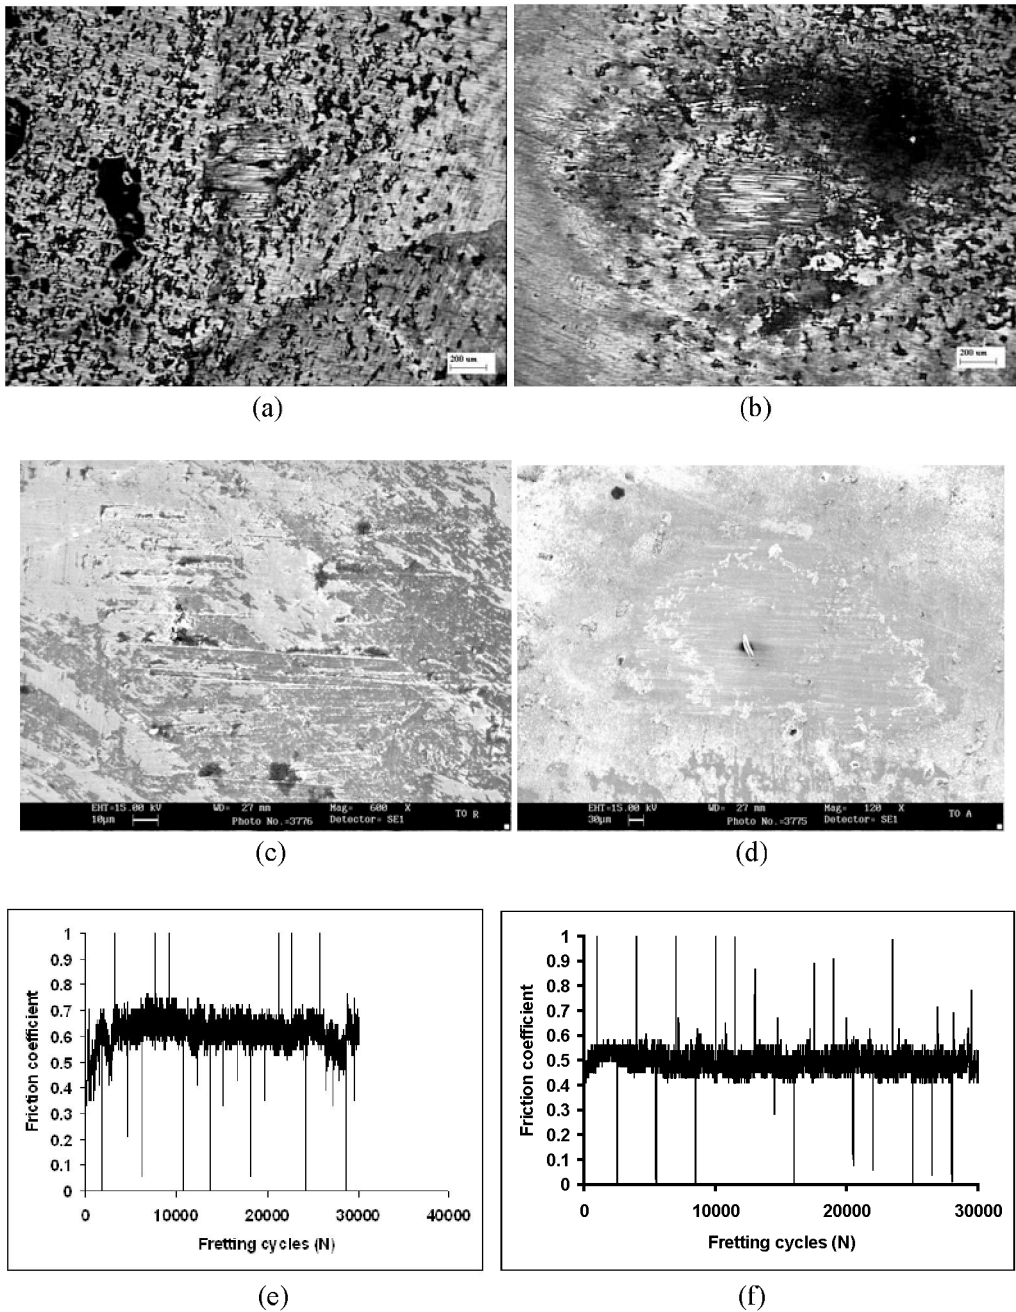 200 um
200 um
(a)
(b)
EHT=15.00 kV WD= 27 mm Mag= 600 X
10µm Photo No.=3776 Detector= SE1 TO R
EHT=15.00 kV WD= 27 mm Mag= 120 X
30µm Photo No.=3775 Detector= SE1 TO A
(c)
(d)
1
0.9
0.8
0.7
0.6
0.5
0.4
0.3
0.2
0.1
0
Friction coefficient
0 10000 20000 30000 40000
Fretting cycles (N)
1
0.9
0.8
0.7
0.6
0.5
0.4
0.3
0.2
0.1
0
Friction coefficient
0 10000 20000 30000
Fretting cycles (N)
(e)
(f)